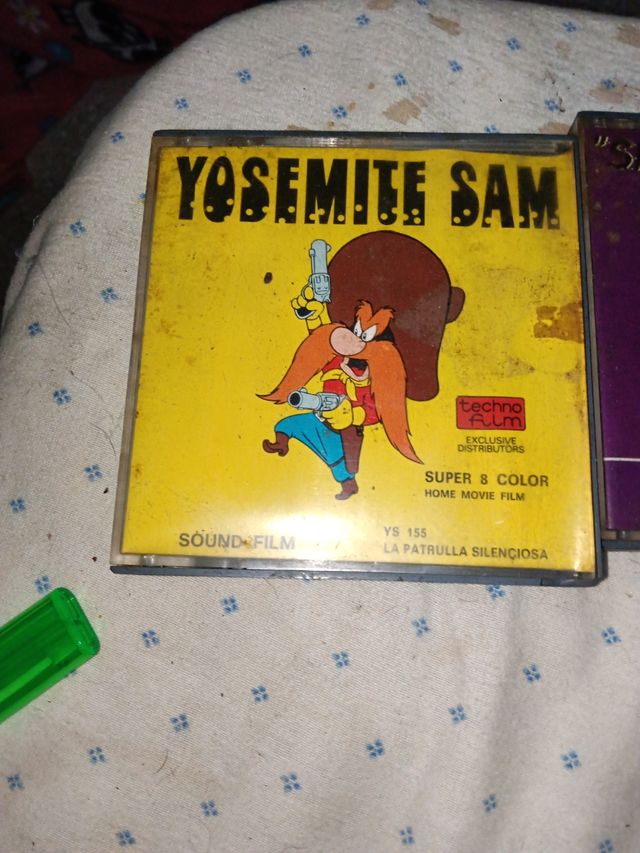 YOSEMITE SAM
techno
film
EXCLUSIVE
DISTRIBUTORS
SUPER 8 COLOR
HOME MOVIE FILM
SOUND FILM
YS 155
LA PATRULLA SILENCIOSA
"S